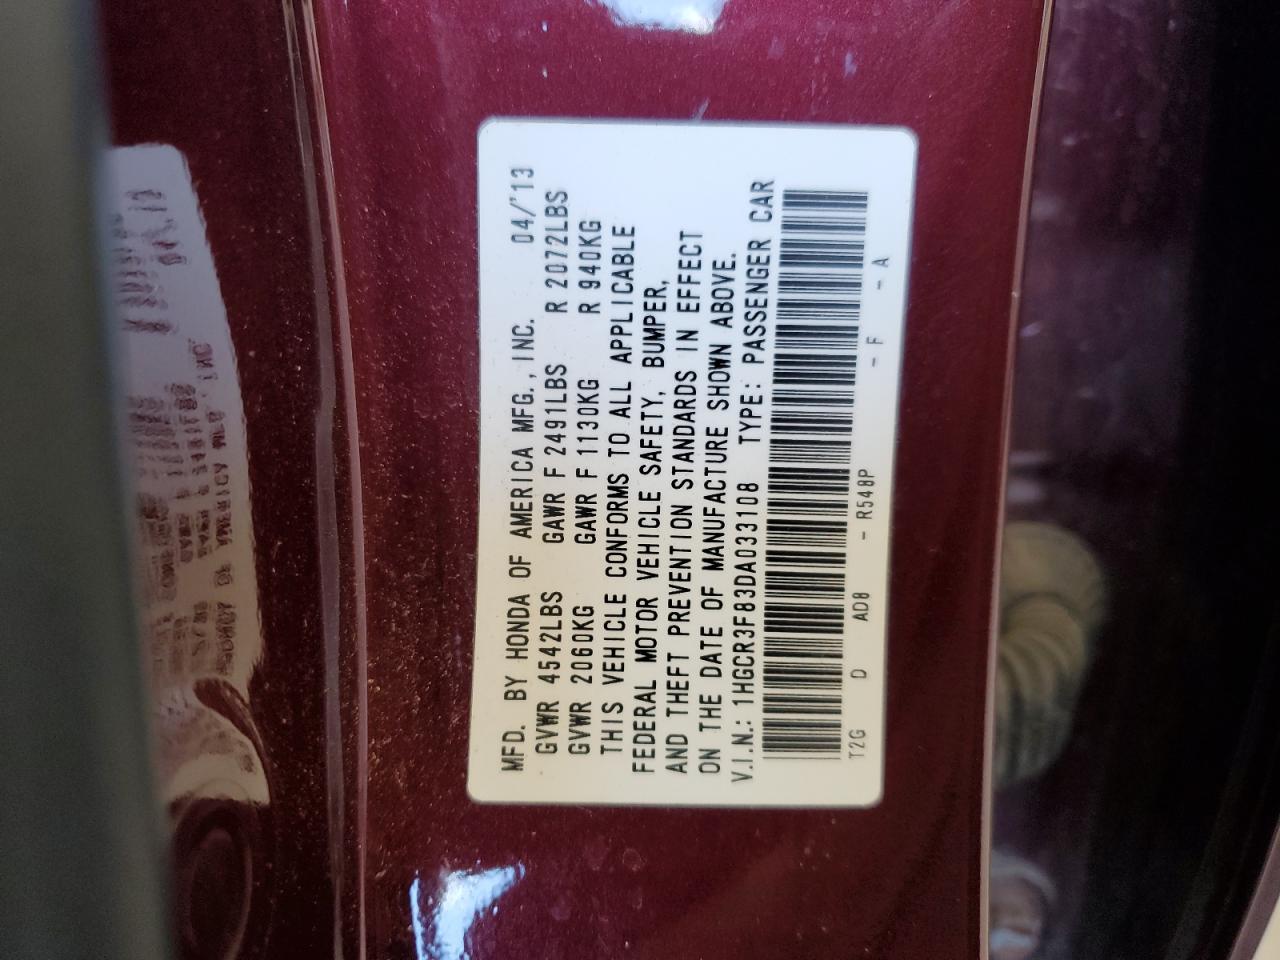 MFD. BY HONDA OF AMERICA MFG., INC. 04/'13
GVWR 4542LBS GAWR F 2491LBS R 2072LBS
GVWR 2060KG GAWR F 1130KG R 940KG
THIS VEHICLE CONFORMS TO ALL APPLICABLE
FEDERAL MOTOR VEHICLE SAFETY, BUMPER,
AND THEFT PREVENTION STANDARDS IN EFFECT
ON THE DATE OF MANUFACTURE SHOWN ABOVE.
V.I.N.: 1HGCR3F83DA033108 TYPE: PASSENGER CAR
T2G D AD8 - R548P - F - A